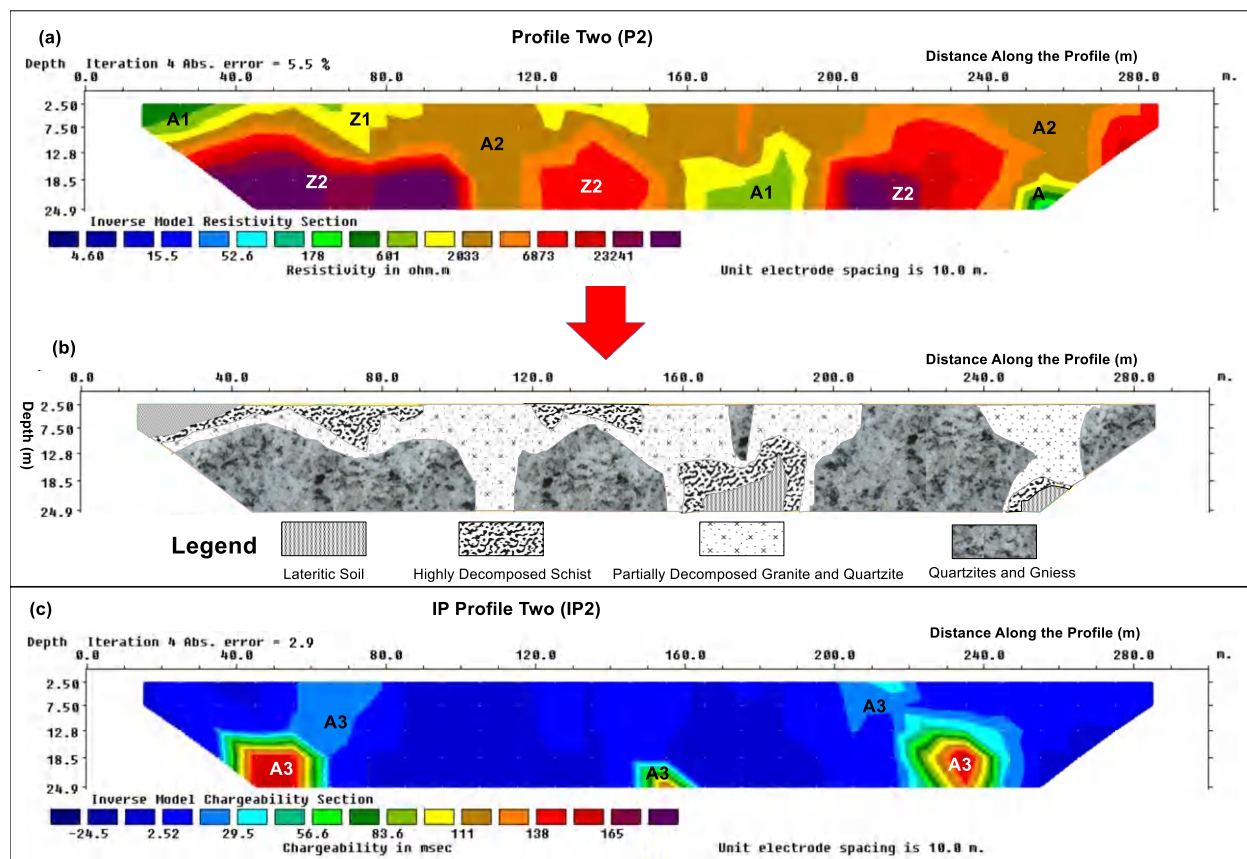 (a)
Profile Two (P2)
Distance Along the Profile (m)
Depth Iteration 4 Abs. error = 5.5 %
0.0 40.0 80.0 120.0 160.0 200.0 240.0 280.0 m.
2.50
7.50
12.8
18.5
24.9
A1 Z1 A2 A2
Z2 Z2 A1 Z2 A
Inverse Model Resistivity Section
4.60 15.5 52.6 178 601 2033 6873 23241
Resistivity in ohm.m Unit electrode spacing is 10.0 m.
(b)
Distance Along the Profile (m)
0.0 40.0 80.0 120.0 160.0 200.0 240.0 280.0 m.
Depth (m)
2.50
7.50
12.8
18.5
24.9
Legend
Lateritic Soil Highly Decomposed Schist Partially Decomposed Granite and Quartzite Quartzites and Gniess
(c)
IP Profile Two (IP2)
Distance Along the Profile (m)
Depth Iteration 4 Abs. error = 2.9
0.0 40.0 80.0 120.0 160.0 200.0 240.0 280.0 m.
2.50
7.50
12.8
18.5
24.9
A3 A3
A3 A3 A3
Inverse Model Chargeability Section
-24.5 2.52 29.5 56.6 83.6 111 138 165
Chargeability in msec Unit electrode spacing is 10.0 m.